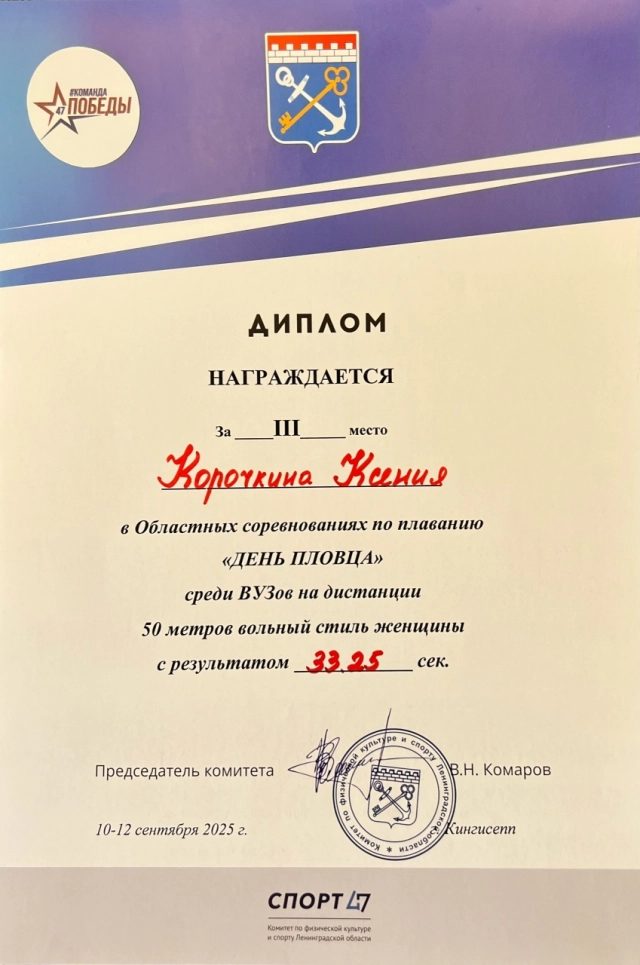 #КОМАНДА
47 ПОБЕДЫ
ДИПЛОМ
НАГРАЖДАЕТСЯ
За ____III_____ место
Корочкина Ксения
в Областных соревнованиях по плаванию
«ДЕНЬ ПЛОВЦА»
среди ВУЗов на дистанции
50 метров вольный стиль женщины
с результатом 33,25 сек.
Председатель комитета В.Н. Комаров
Комитет по физической культуре и спорту Ленинградской области
10-12 сентября 2025 г. г. Кингисепп
СПОРТ 47
Комитет по физической культуре
и спорту Ленинградской области